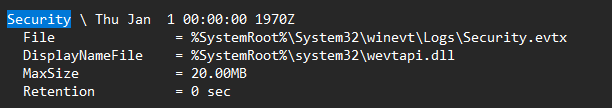 Security \ Thu Jan  1 00:00:00 1970Z
File = %SystemRoot%\System32\winevt\Logs\Security.evtx
DisplayNameFile = %SystemRoot%\system32\wevtapi.dll
MaxSize = 20.00MB
Retention = 0 sec